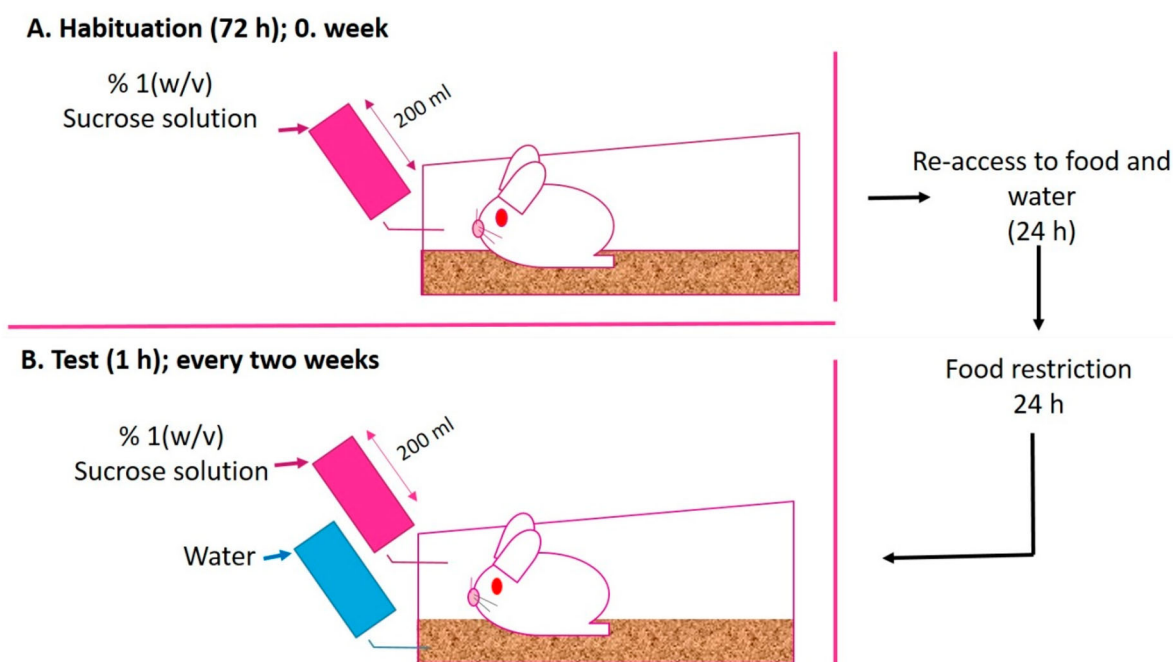 A. Habituation (72 h); 0. week
% 1(w/v)
Sucrose solution
200 ml
Re-access to food and
water
(24 h)
Food restriction
24 h
B. Test (1 h); every two weeks
% 1(w/v)
Sucrose solution
200 ml
Water